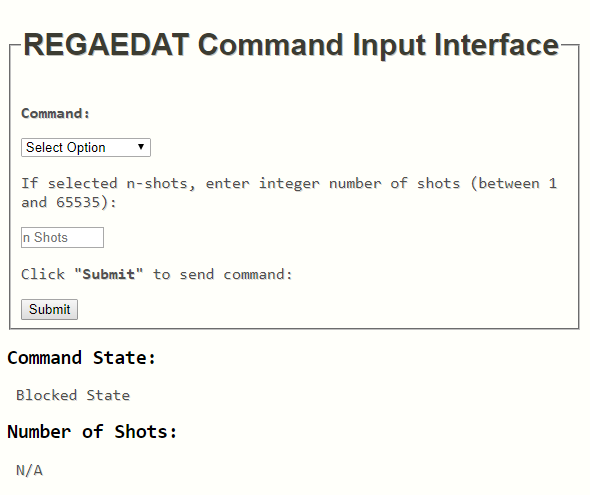 REGAEDAT Command Input Interface
Command:
Select Option
If selected n-shots, enter integer number of shots (between 1
and 65535):
n Shots
Click "Submit" to send command:
Submit
Command State:
Blocked State
Number of Shots:
N/A